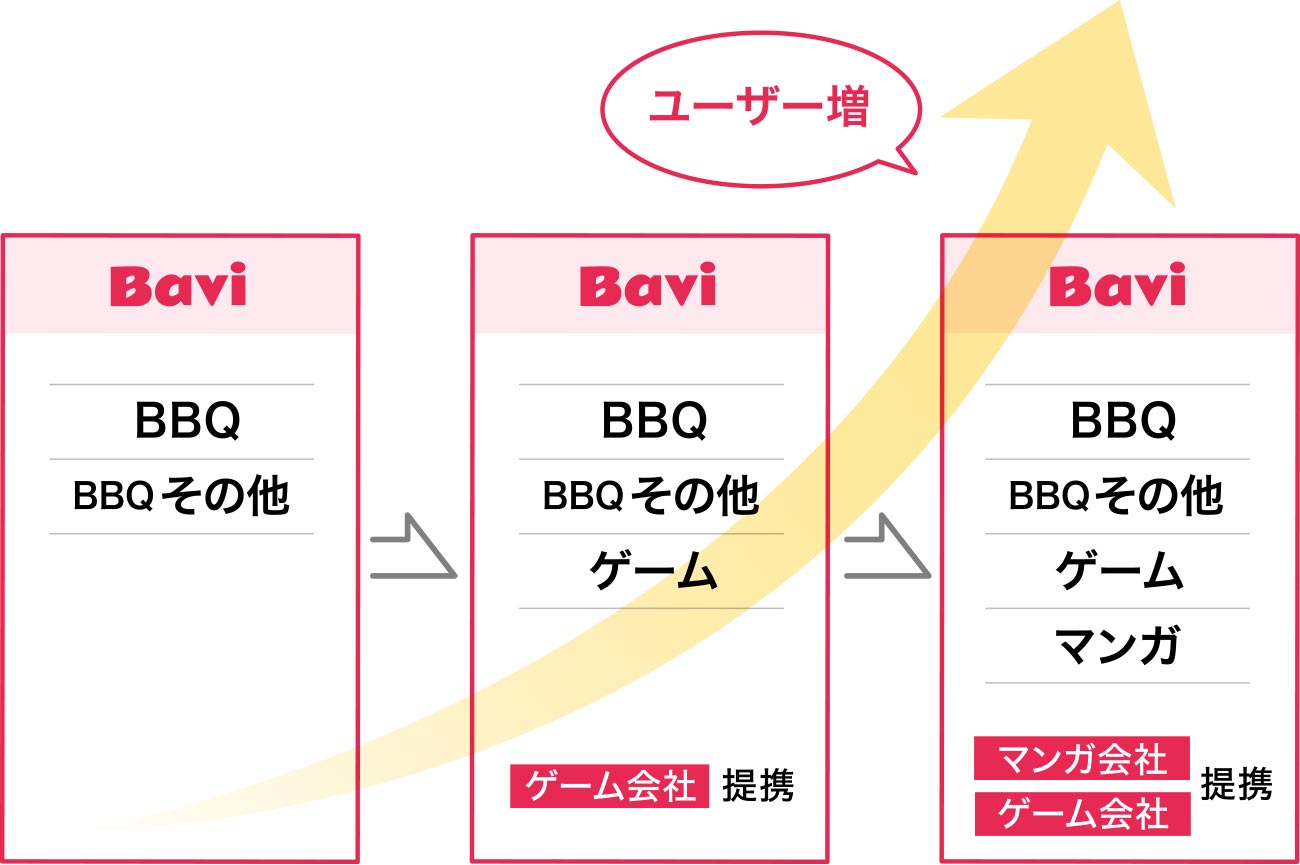 ユーザー増
Bavi
BBQ
BBQその他
Bavi
BBQ
BBQその他
ゲーム
ゲーム会社 提携
Bavi
BBQ
BBQその他
ゲーム
マンガ
マンガ会社
ゲーム会社
提携